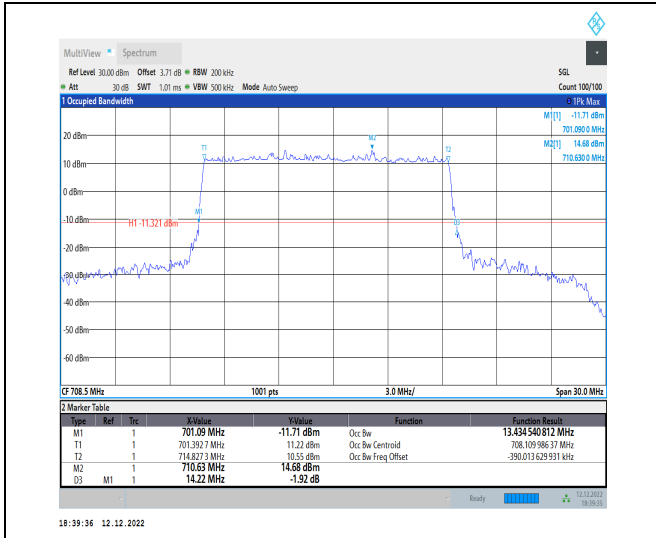 MultiView Spectrum
Ref Level 30.00 dBm Offset 3.71 dB RBW 200 kHz SGL
Att 30 dB SWT 1.01 ms VBW 500 kHz Mode Auto Sweep Count 100/100
1 Occupied Bandwidth 1Pk Max
M1[1] -11.71 dBm
701.0900 MHz
M2[1] 14.68 dBm
710.6300 MHz
20 dBm
M2
T1
T2
10 dBm
0 dBm
M1
-10 dBm
H1 -11.321 dBm
D3
-20 dBm
-30 dBm
-40 dBm
-50 dBm
-60 dBm
CF 708.5 MHz 1001 pts 3.0 MHz/ Span 30.0 MHz
2 Marker Table
Type Ref Trc X-Value Y-Value Function Function Result
M1 1 701.09 MHz -11.71 dBm Occ Bw 13.434 540 812 MHz
T1 1 701.392 7 MHz 11.22 dBm Occ Bw Centroid 708.109 986 37 MHz
T2 1 714.827 3 MHz 10.55 dBm Occ Bw Freq Offset -390.013 629 931 kHz
M2 1 710.63 MHz 14.68 dBm
D3 M1 1 14.22 MHz -1.92 dB
Ready 12.12.2022
18:39:35
18:39:36 12.12.2022